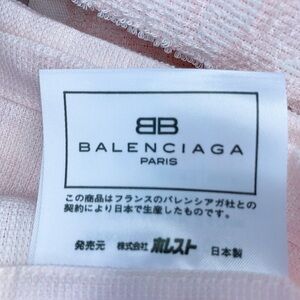 BB
BALENCIAGA
PARIS
この商品はフランスのバレンシアガ社との
契約により日本で生産したものです。
発売元 株式会社 ホレスト 日本製